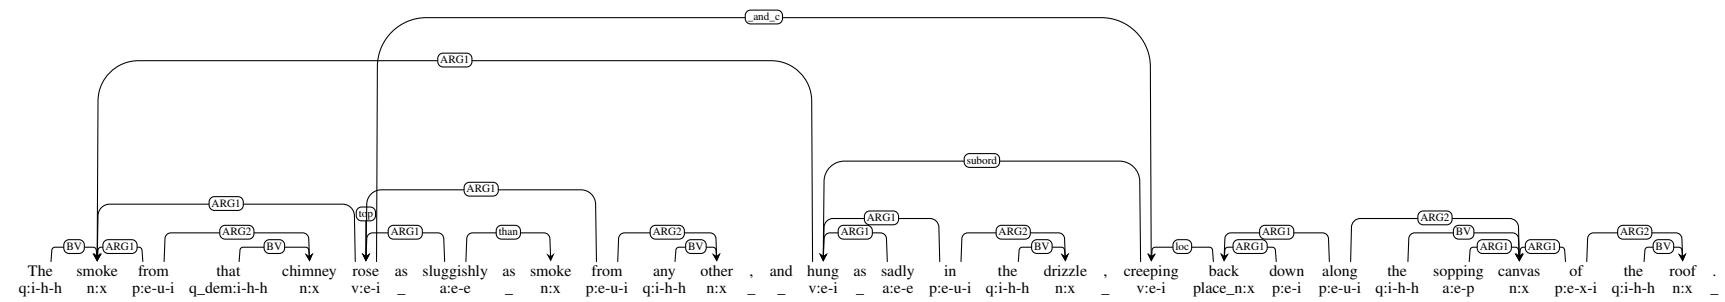 _and_c
ARG1
subord
ARG1
ARG1 top
BV ARG1 ARG2 BV ARG1 than ARG2 BV ARG1 ARG1 ARG2 BV loc ARG1 ARG1 ARG2 BV ARG1 ARG1 ARG2 BV
The smoke from that chimney rose as sluggishly as smoke from any other , and hung as sadly in the drizzle , creeping back down along the sopping canvas of the roof .
q:i-h-h n:x p:e-u-i q_dem:i-h-h n:x v:e-i _ a:e-e _ n:x p:e-u-i q:i-h-h n:x _ _ v:e-i _ a:e-e p:e-u-i q:i-h-h n:x _ v:e-i place_n:x p:e-i p:e-u-i q:i-h-h a:e-p n:x p:e-x-i q:i-h-h n:x _